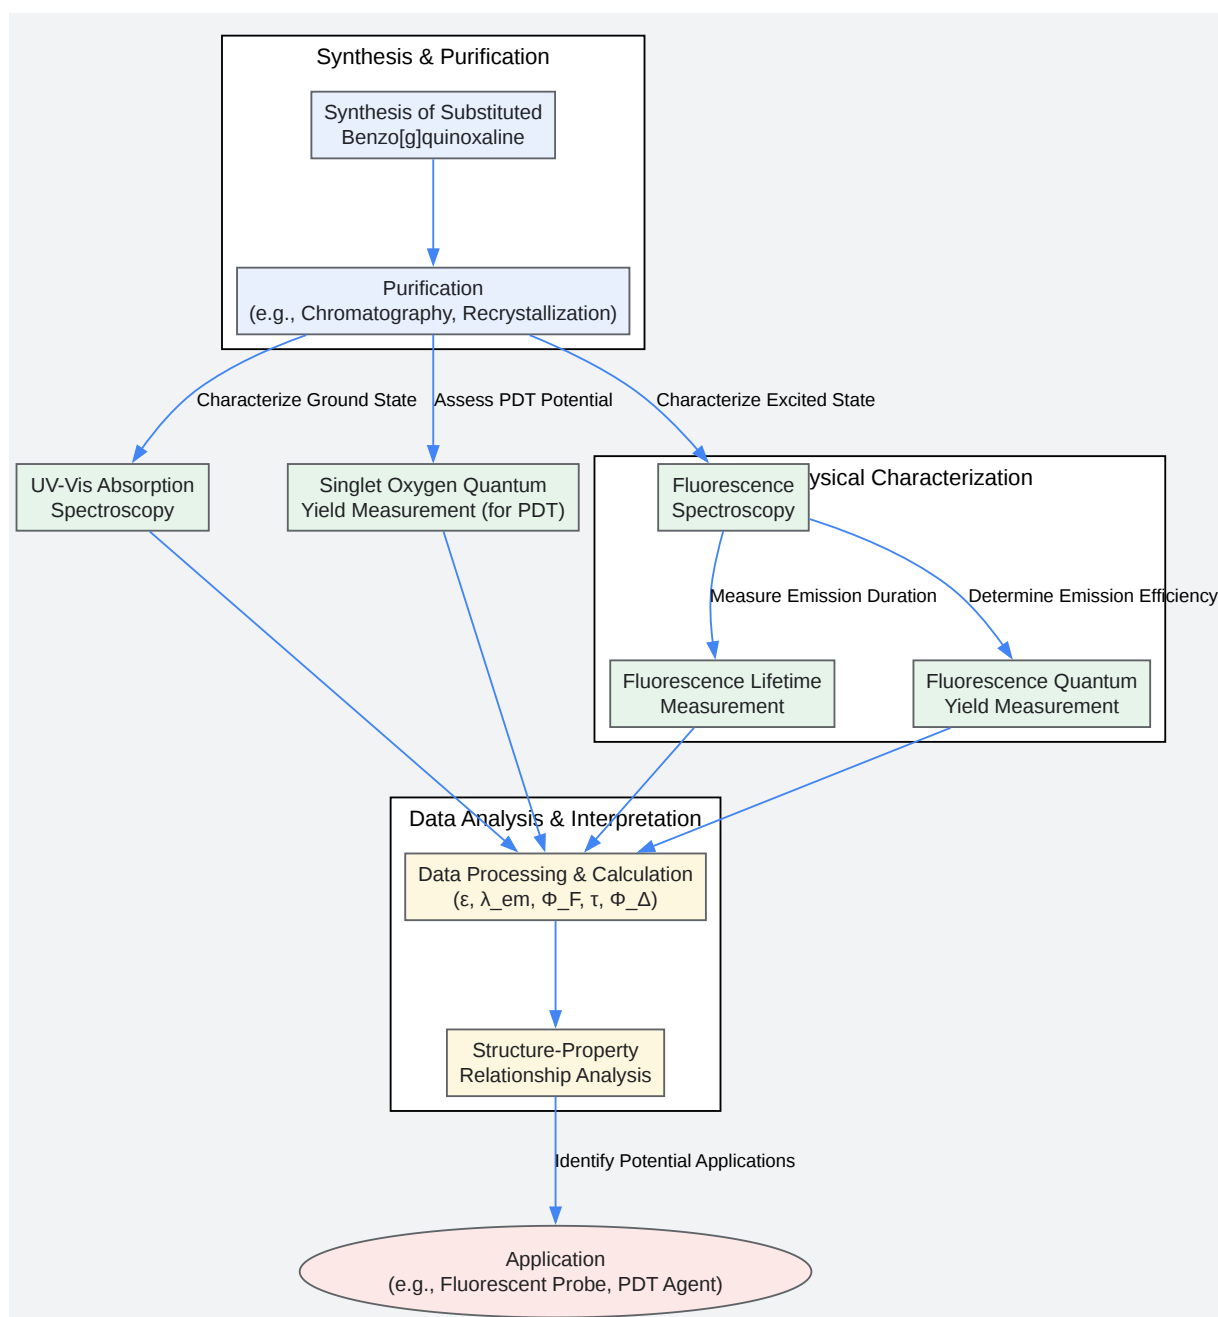 Synthesis & Purification
Synthesis of Substituted
Benzo[g]quinoxaline
Purification
(e.g., Chromatography, Recrystallization)
Characterize Ground State
Assess PDT Potential
Characterize Excited State
UV-Vis Absorption
Spectroscopy
Singlet Oxygen Quantum
Yield Measurement (for PDT)
Fluorescence
Spectroscopy
ysical Characterization
Measure Emission Duration
Determine Emission Efficiency
Fluorescence Lifetime
Measurement
Fluorescence Quantum
Yield Measurement
Data Analysis & Interpretation
Data Processing & Calculation
(ε, λ_em, Φ_F, τ, Φ_Δ)
Structure-Property
Relationship Analysis
Identify Potential Applications
Application
(e.g., Fluorescent Probe, PDT Agent)